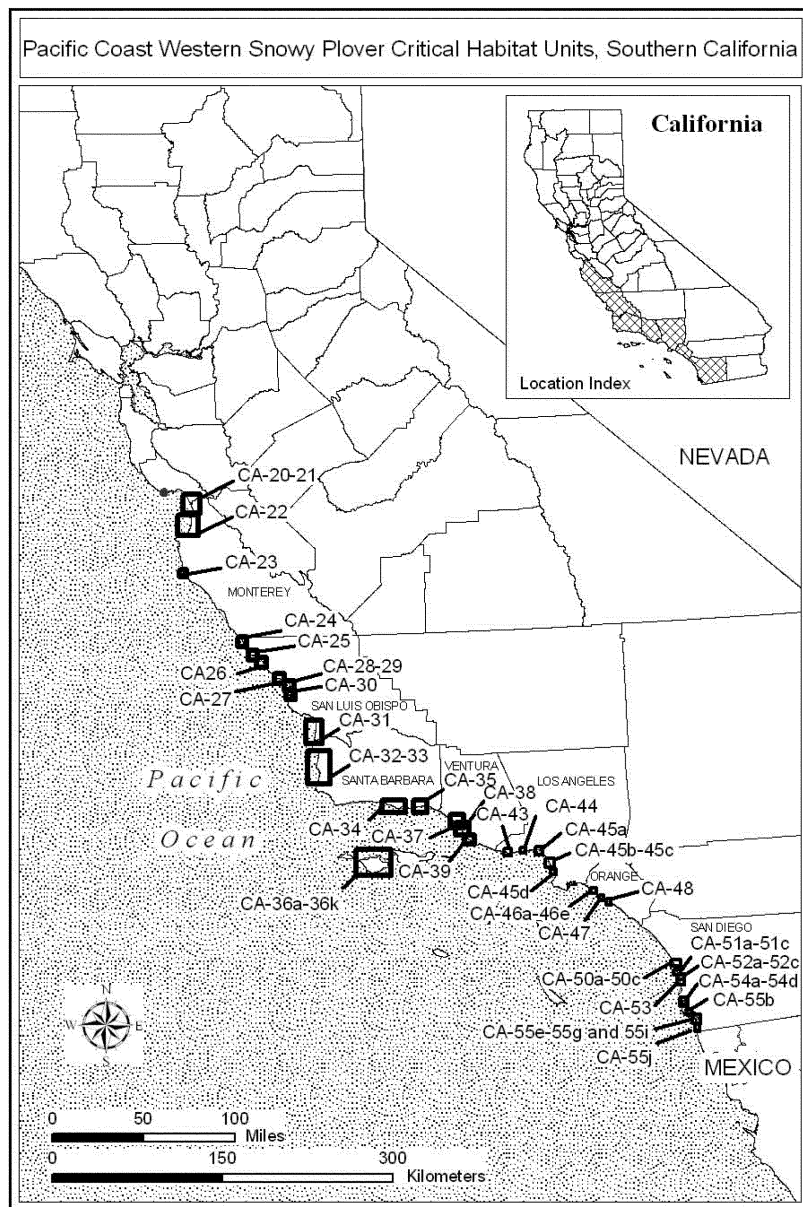 Pacific Coast Western Snowy Plover Critical Habitat Units, Southern California
California
Location Index
NEVADA
CA-20-21
CA-22
CA-23
MONTEREY
CA-24
CA-25
CA26
CA-28-29
CA-30
CA-27
SAN LUIS OBISPO
CA-31
CA-32-33
Pacific
Ocean
VENTURA
SANTA BARBARA
CA-35
LOS ANGELES
CA-38
CA-43
CA-44
CA-34
CA-37
CA-45a
CA-45b-45c
CA-39
ORANGE
CA-36a-36k
CA-45d
CA-48
CA-46a-46e
CA-47
SAN DIEGO
CA-51a-51c
CA-52a-52c
CA-50a-50c
CA-54a-54d
CA-53
CA-55b
CA-55e-55g and 55i
CA-55j
MEXICO
N
W
E
S
0 50 100
Miles
0 150 300
Kilometers